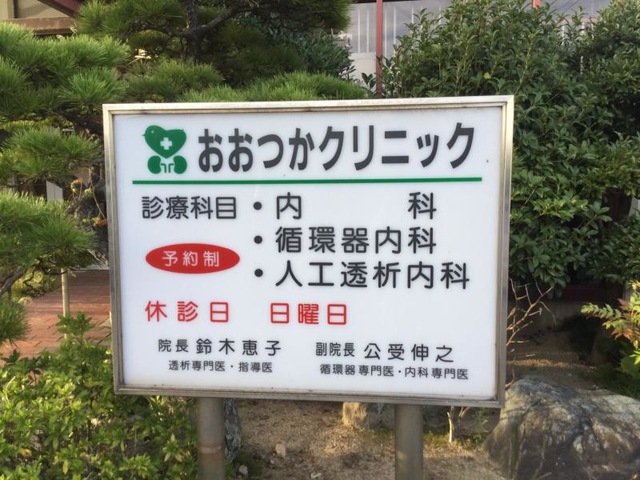 おおつかクリニック
診療科目・内科
・循環器内科
予約制
・人工透析内科
休診日 日曜日
院長 鈴木恵子 副院長 公受伸之
透析専門医・指導医 循環器専門医・内科専門医